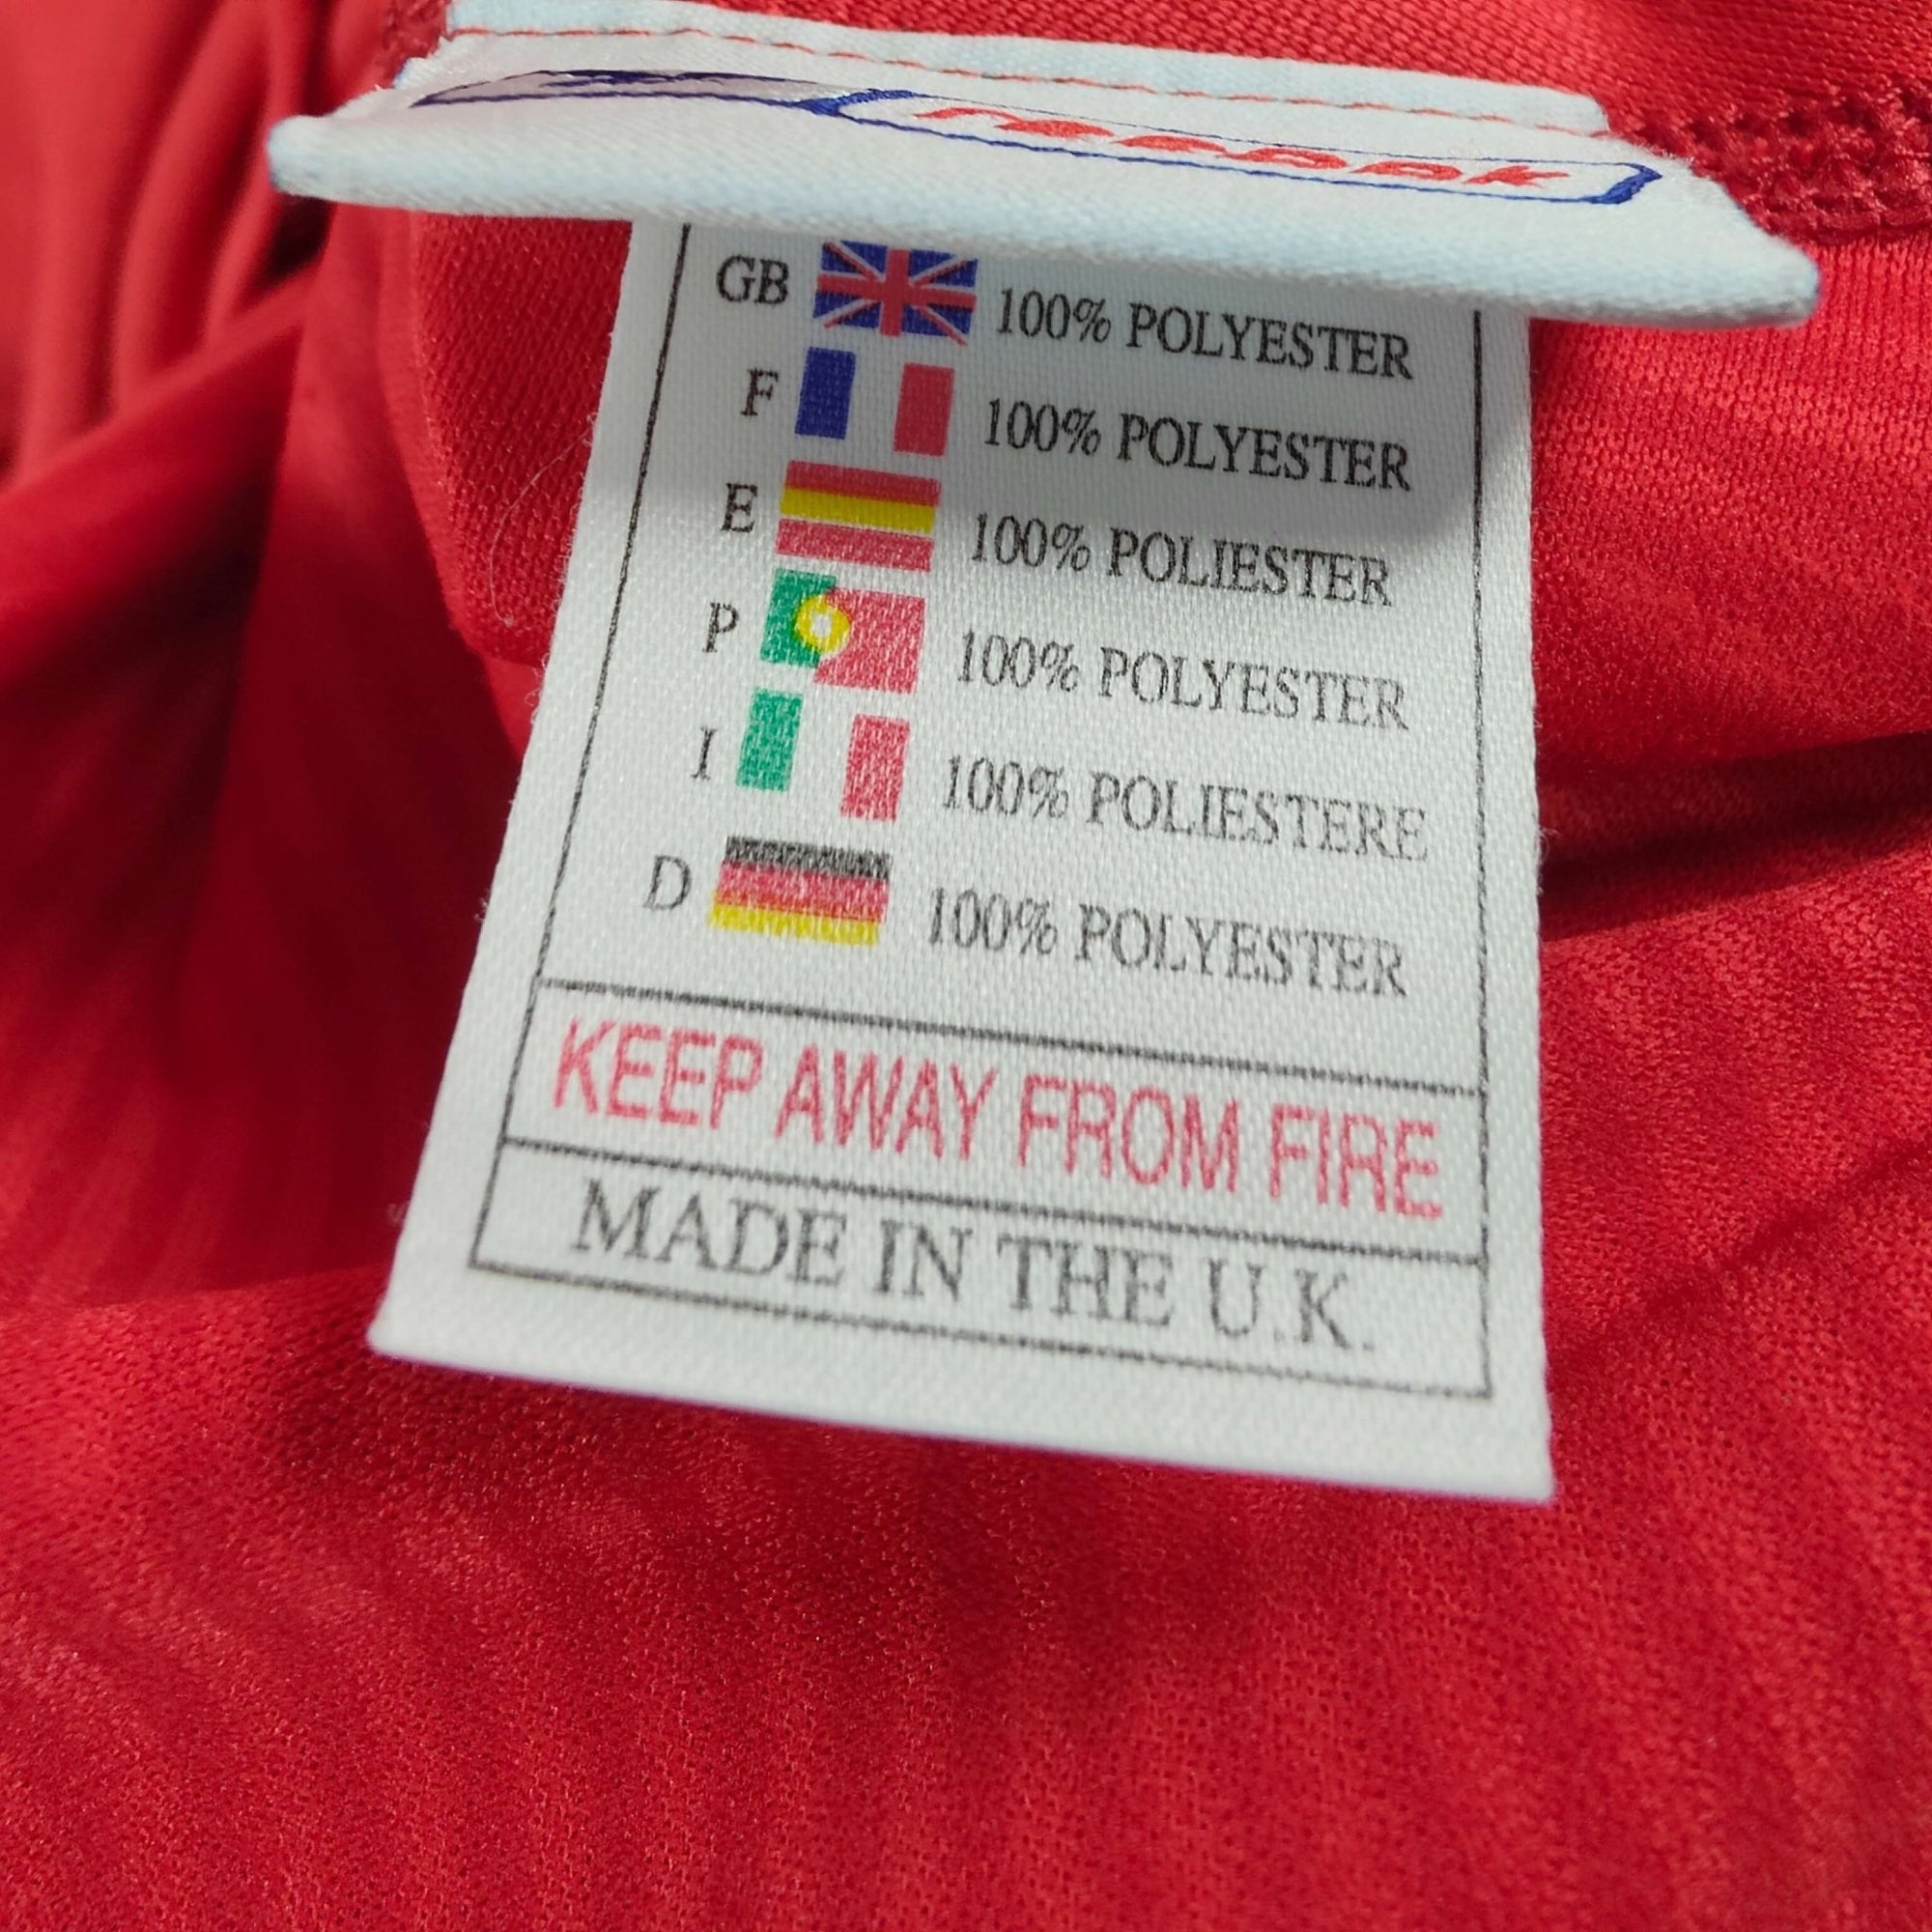 Reebok
GB 100% POLYESTER
F 100% POLYESTER
E 100% POLIESTER
P 100% POLYESTER
I 100% POLIESTERE
D 100% POLYESTER
KEEP AWAY FROM FIRE
MADE IN THE U.K.